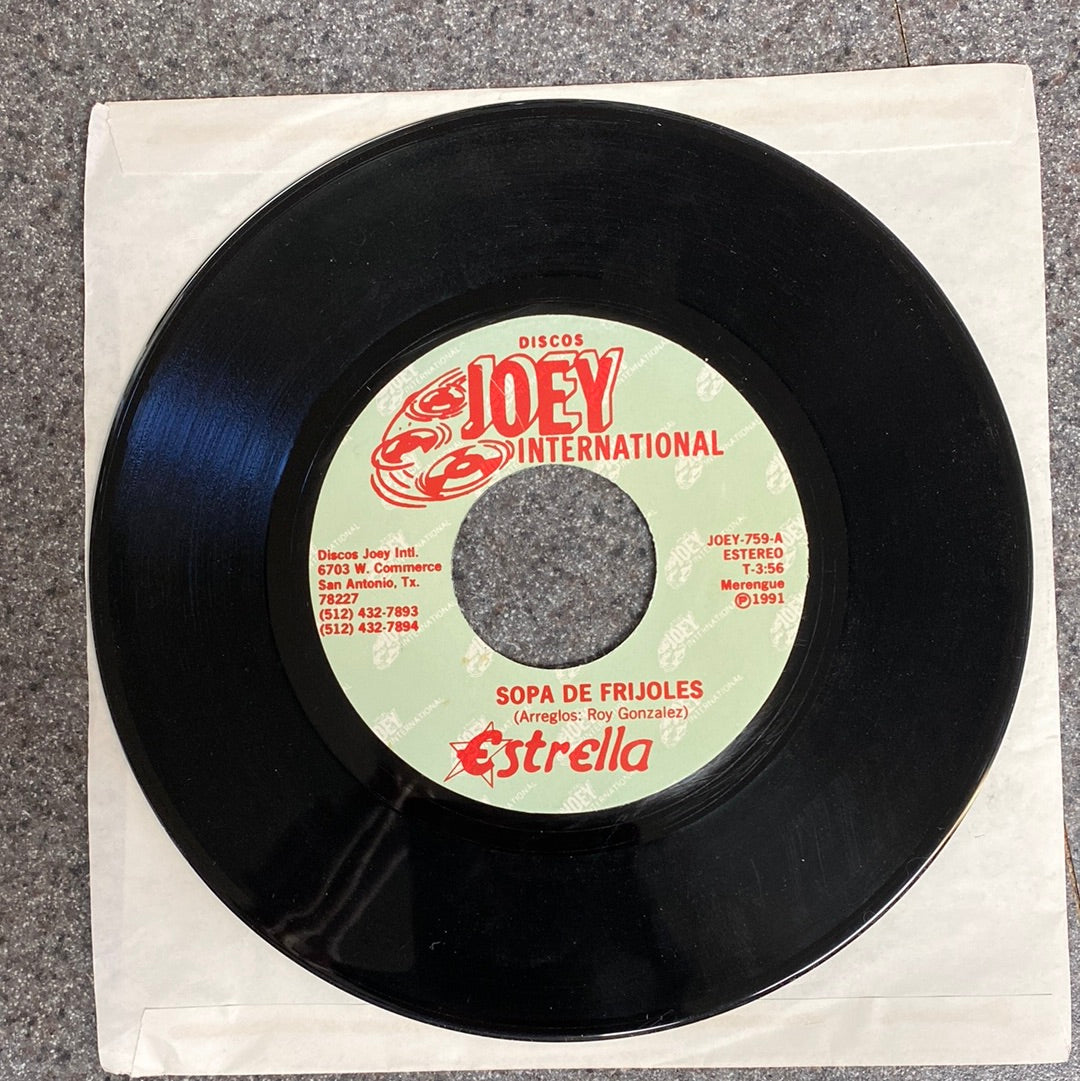 DISCOS
JOEY
INTERNATIONAL
Discos Joey Intl.
6703 W. Commerce
San Antonio, Tx.
78227
(512) 432-7893
(512) 432-7894
JOEY-759-A
ESTEREO
T-3:56
Merengue
Ⓟ1991
SOPA DE FRIJOLES
(Arreglos: Roy Gonzalez)
Estrella